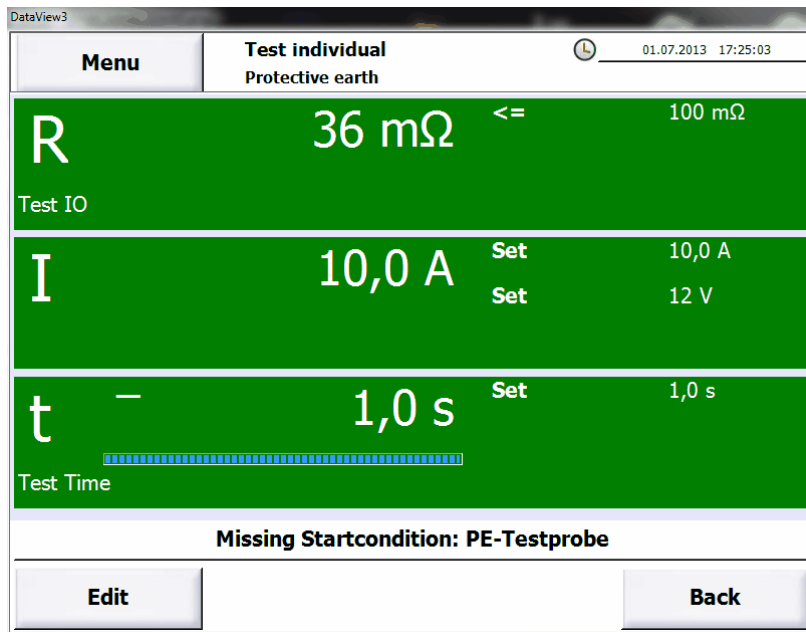 DataView3
Menu
Test individual
Protective earth
01.07.2013 17:25:03
R 36 mΩ <= 100 mΩ
Test IO
I 10,0 A Set 10,0 A
Set 12 V
t – 1,0 s Set 1,0 s
Test Time
Missing Startcondition: PE-Testprobe
Edit Back